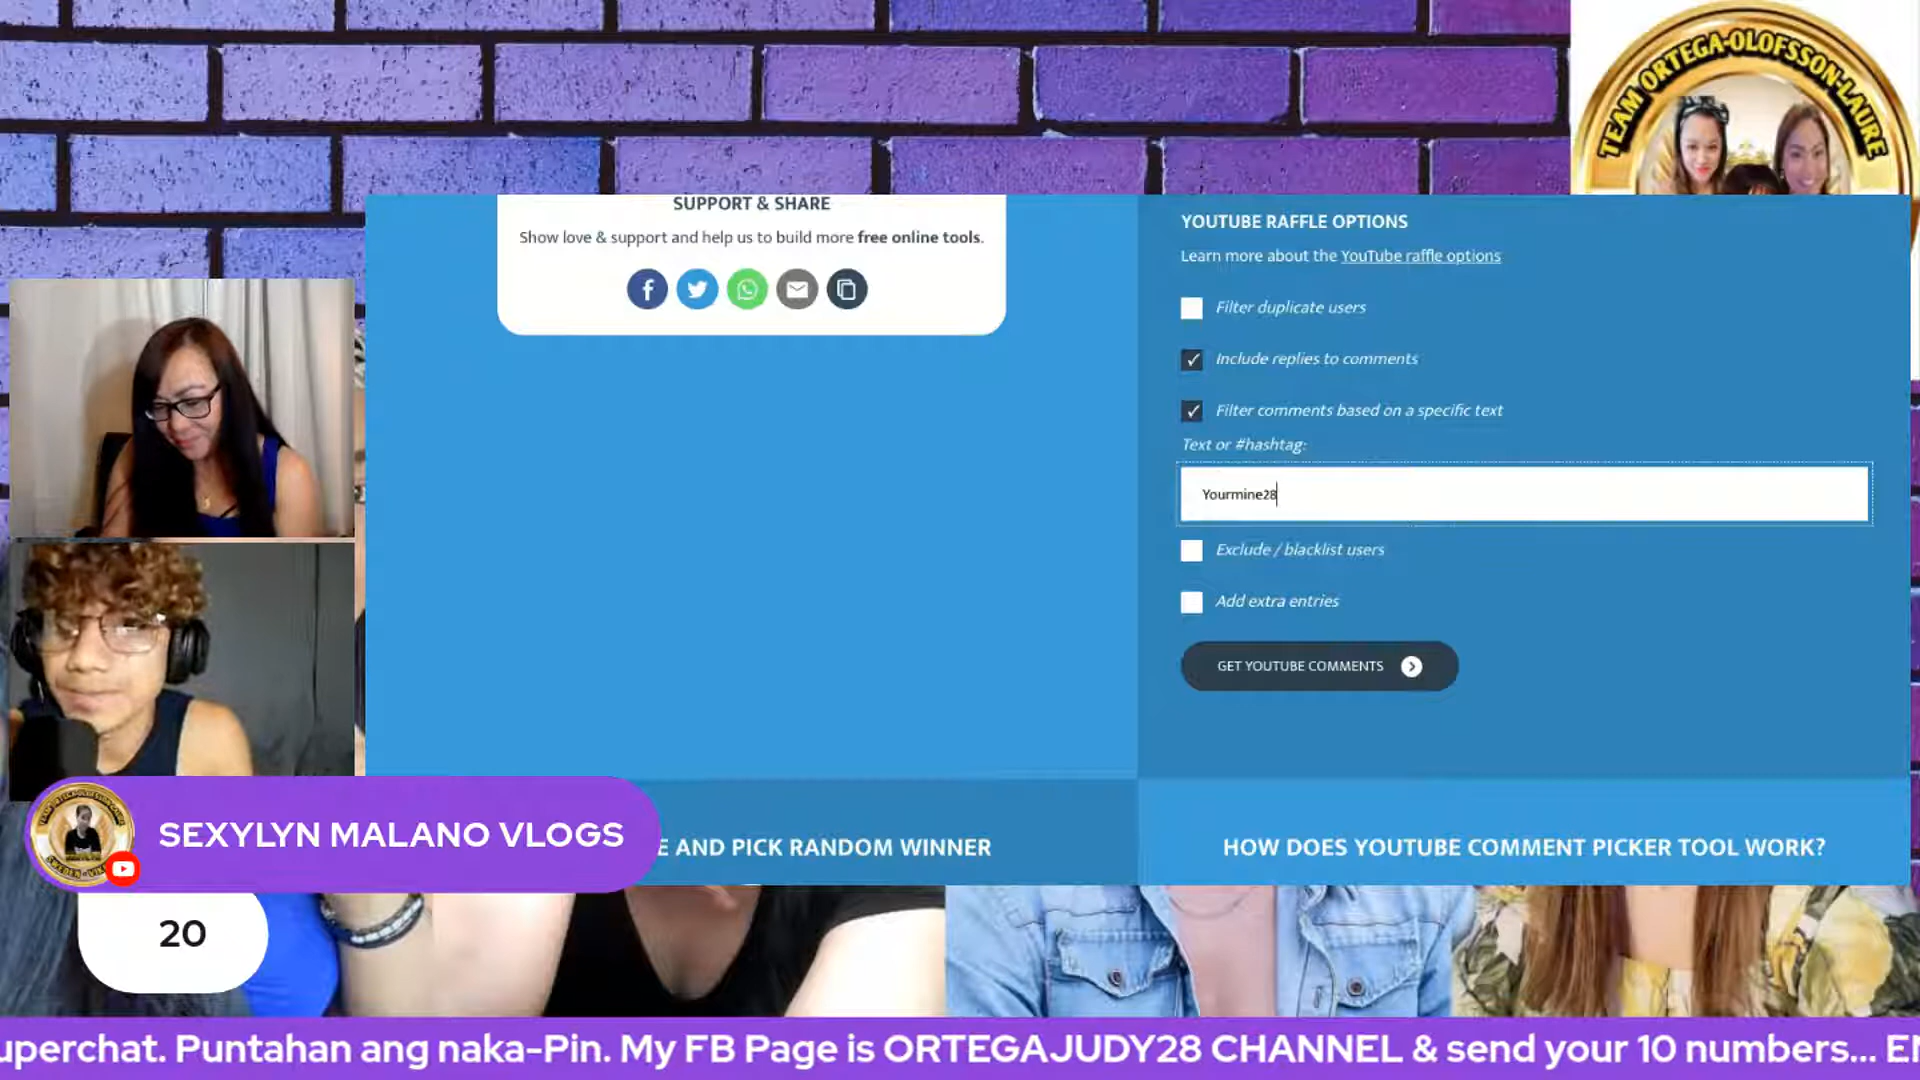 TEAM ORTEGA-OLOFSSON-LAURE
SUPPORT & SHARE
Show love & support and help us to build more free online tools.
YOUTUBE RAFFLE OPTIONS
Learn more about the YouTube raffle options
Filter duplicate users
Include replies to comments
Filter comments based on a specific text
Text or #hashtag:
Yourmine28
Exclude / blacklist users
Add extra entries
GET YOUTUBE COMMENTS
SEXYLYN MALANO VLOGS
E AND PICK RANDOM WINNER
HOW DOES YOUTUBE COMMENT PICKER TOOL WORK?
20
uperchat. Puntahan ang naka-Pin. My FB Page is ORTEGAJUDY28 CHANNEL & send your 10 numbers... EN